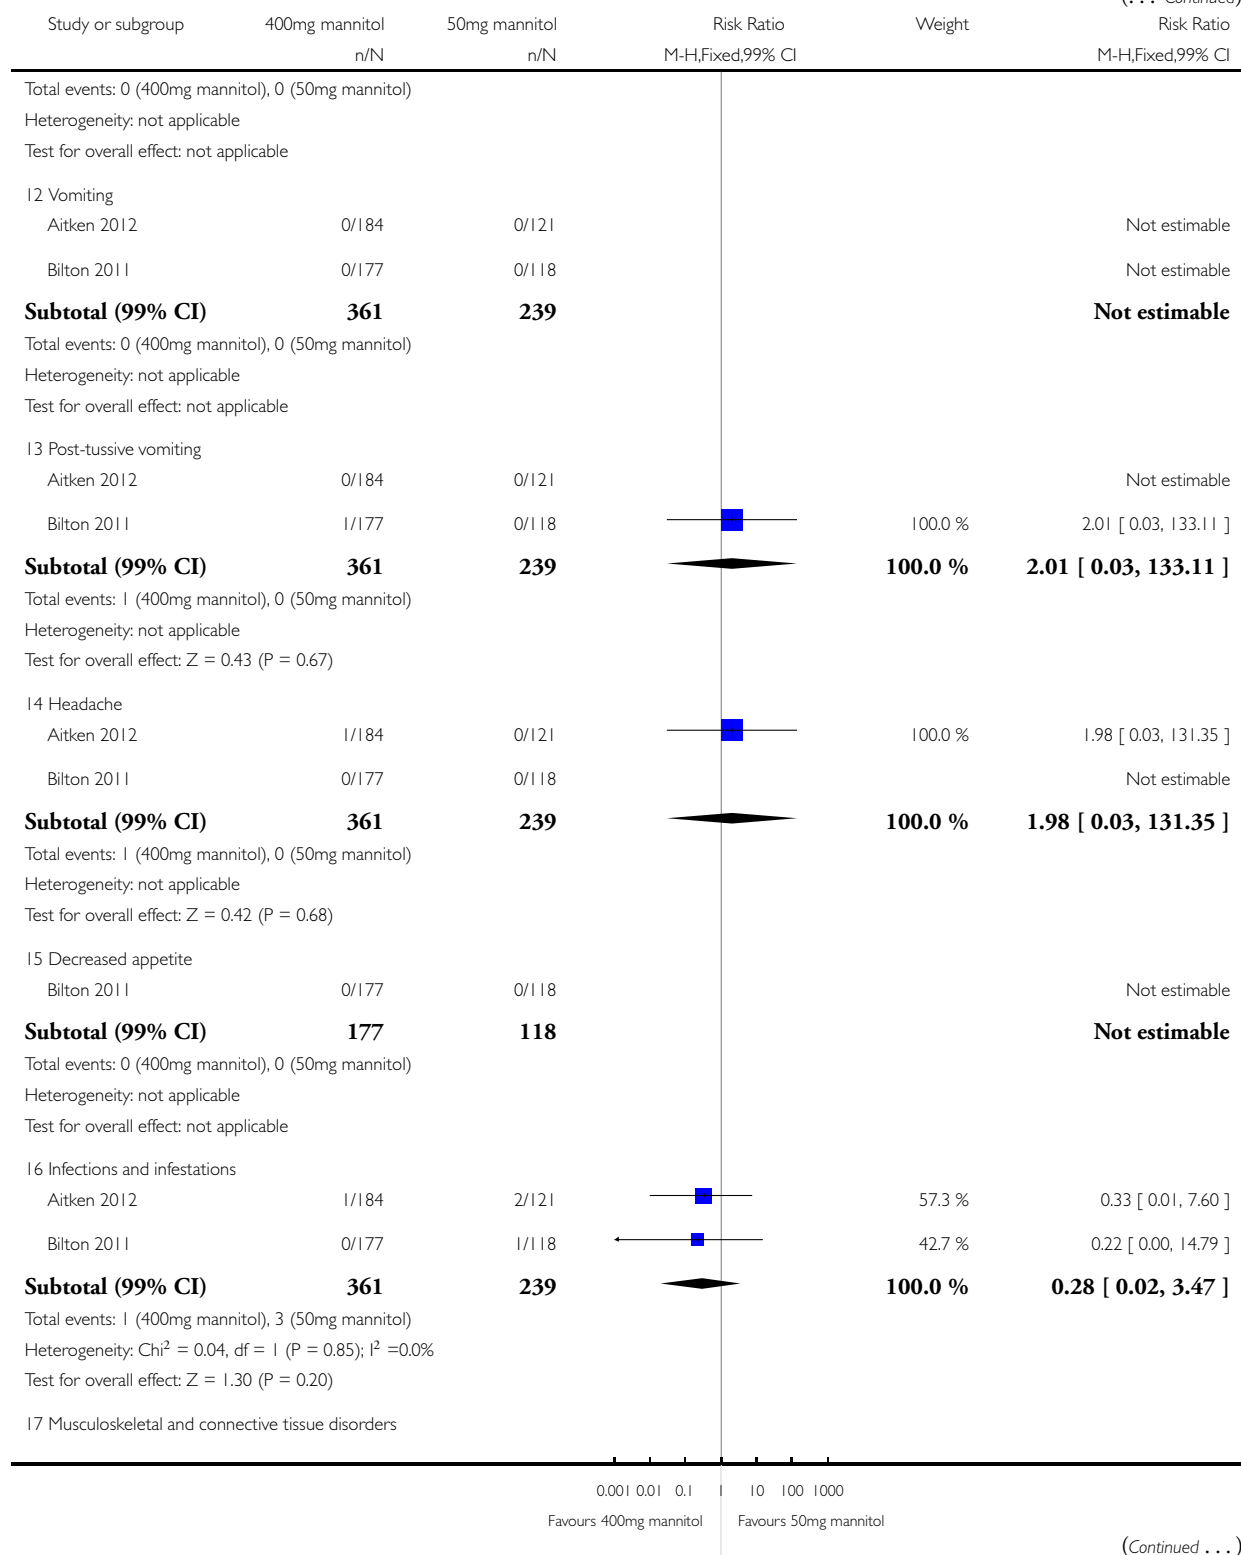 (. . . Continued)
Study or subgroup 400mg mannitol 50mg mannitol Risk Ratio Weight Risk Ratio
n/N n/N M-H,Fixed,99% CI M-H,Fixed,99% CI
Total events: 0 (400mg mannitol), 0 (50mg mannitol)
Heterogeneity: not applicable
Test for overall effect: not applicable
12 Vomiting
Aitken 2012 0/184 0/121 Not estimable
Bilton 2011 0/177 0/118 Not estimable
Subtotal (99% CI) 361 239 Not estimable
Total events: 0 (400mg mannitol), 0 (50mg mannitol)
Heterogeneity: not applicable
Test for overall effect: not applicable
13 Post-tussive vomiting
Aitken 2012 0/184 0/121 Not estimable
Bilton 2011 1/177 0/118 100.0 % 2.01 [ 0.03, 133.11 ]
Subtotal (99% CI) 361 239 100.0 % 2.01 [ 0.03, 133.11 ]
Total events: 1 (400mg mannitol), 0 (50mg mannitol)
Heterogeneity: not applicable
Test for overall effect: Z = 0.43 (P = 0.67)
14 Headache
Aitken 2012 1/184 0/121 100.0 % 1.98 [ 0.03, 131.35 ]
Bilton 2011 0/177 0/118 Not estimable
Subtotal (99% CI) 361 239 100.0 % 1.98 [ 0.03, 131.35 ]
Total events: 1 (400mg mannitol), 0 (50mg mannitol)
Heterogeneity: not applicable
Test for overall effect: Z = 0.42 (P = 0.68)
15 Decreased appetite
Bilton 2011 0/177 0/118 Not estimable
Subtotal (99% CI) 177 118 Not estimable
Total events: 0 (400mg mannitol), 0 (50mg mannitol)
Heterogeneity: not applicable
Test for overall effect: not applicable
16 Infections and infestations
Aitken 2012 1/184 2/121 57.3 % 0.33 [ 0.01, 7.60 ]
Bilton 2011 0/177 1/118 42.7 % 0.22 [ 0.00, 14.79 ]
Subtotal (99% CI) 361 239 100.0 % 0.28 [ 0.02, 3.47 ]
Total events: 1 (400mg mannitol), 3 (50mg mannitol)
Heterogeneity: Chi² = 0.04, df = 1 (P = 0.85); I² =0.0%
Test for overall effect: Z = 1.30 (P = 0.20)
17 Musculoskeletal and connective tissue disorders
0.001 0.01 0.1 1 10 100 1000
Favours 400mg mannitol Favours 50mg mannitol
(Continued . . . )